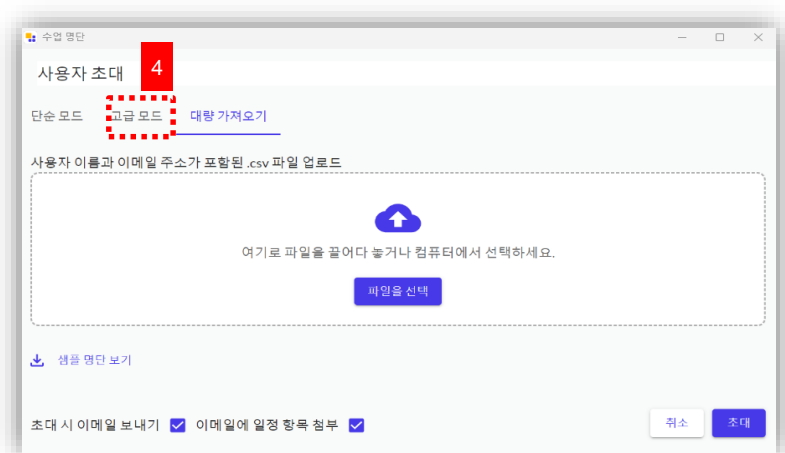 수업 명단
사용자 초대
4
단순 모드 고급 모드 대량 가져오기
사용자 이름과 이메일 주소가 포함된 .csv 파일 업로드
여기로 파일을 끌어다 놓거나 컴퓨터에서 선택하세요.
파일을 선택
샘플 명단 보기
초대 시 이메일 보내기 이메일에 일정 항목 첨부
취소 초대